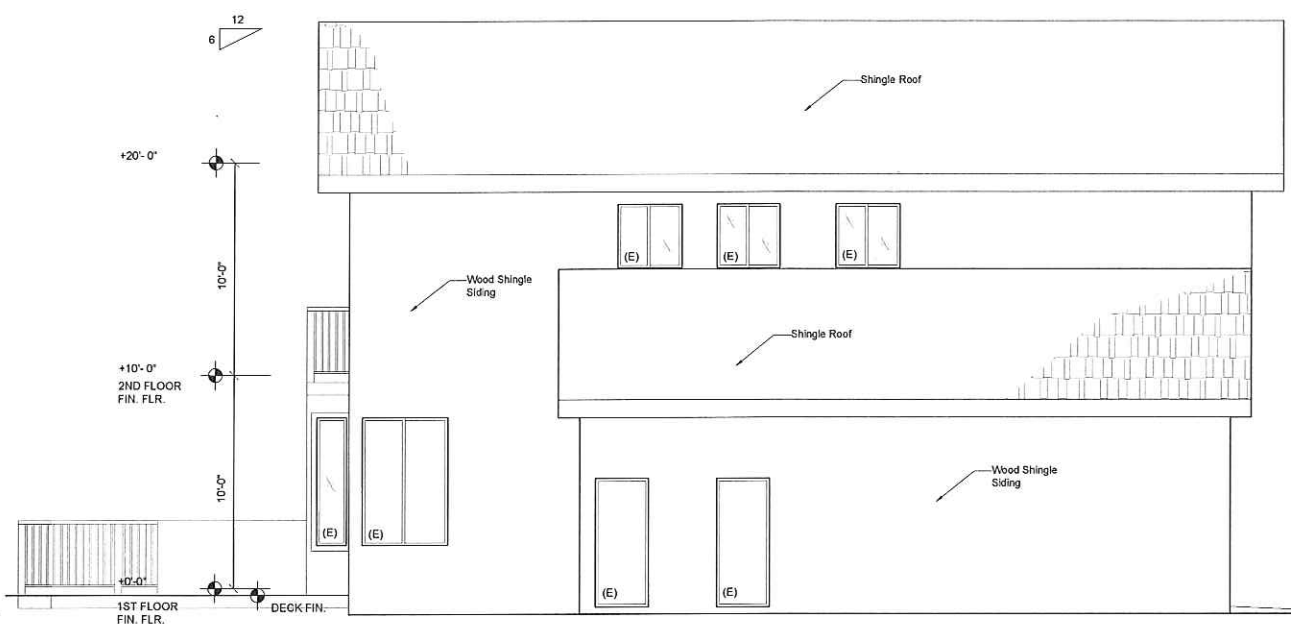 12
6
Shingle Roof
+20'- 0"
(E)
(E)
(E)
10'-0"
Wood Shingle
Siding
Shingle Roof
+10'- 0"
2ND FLOOR
FIN. FLR.
10'-0"
Wood Shingle
Siding
(E)
(E)
(E)
(E)
+0'-0"
1ST FLOOR
FIN. FLR.
DECK FIN.